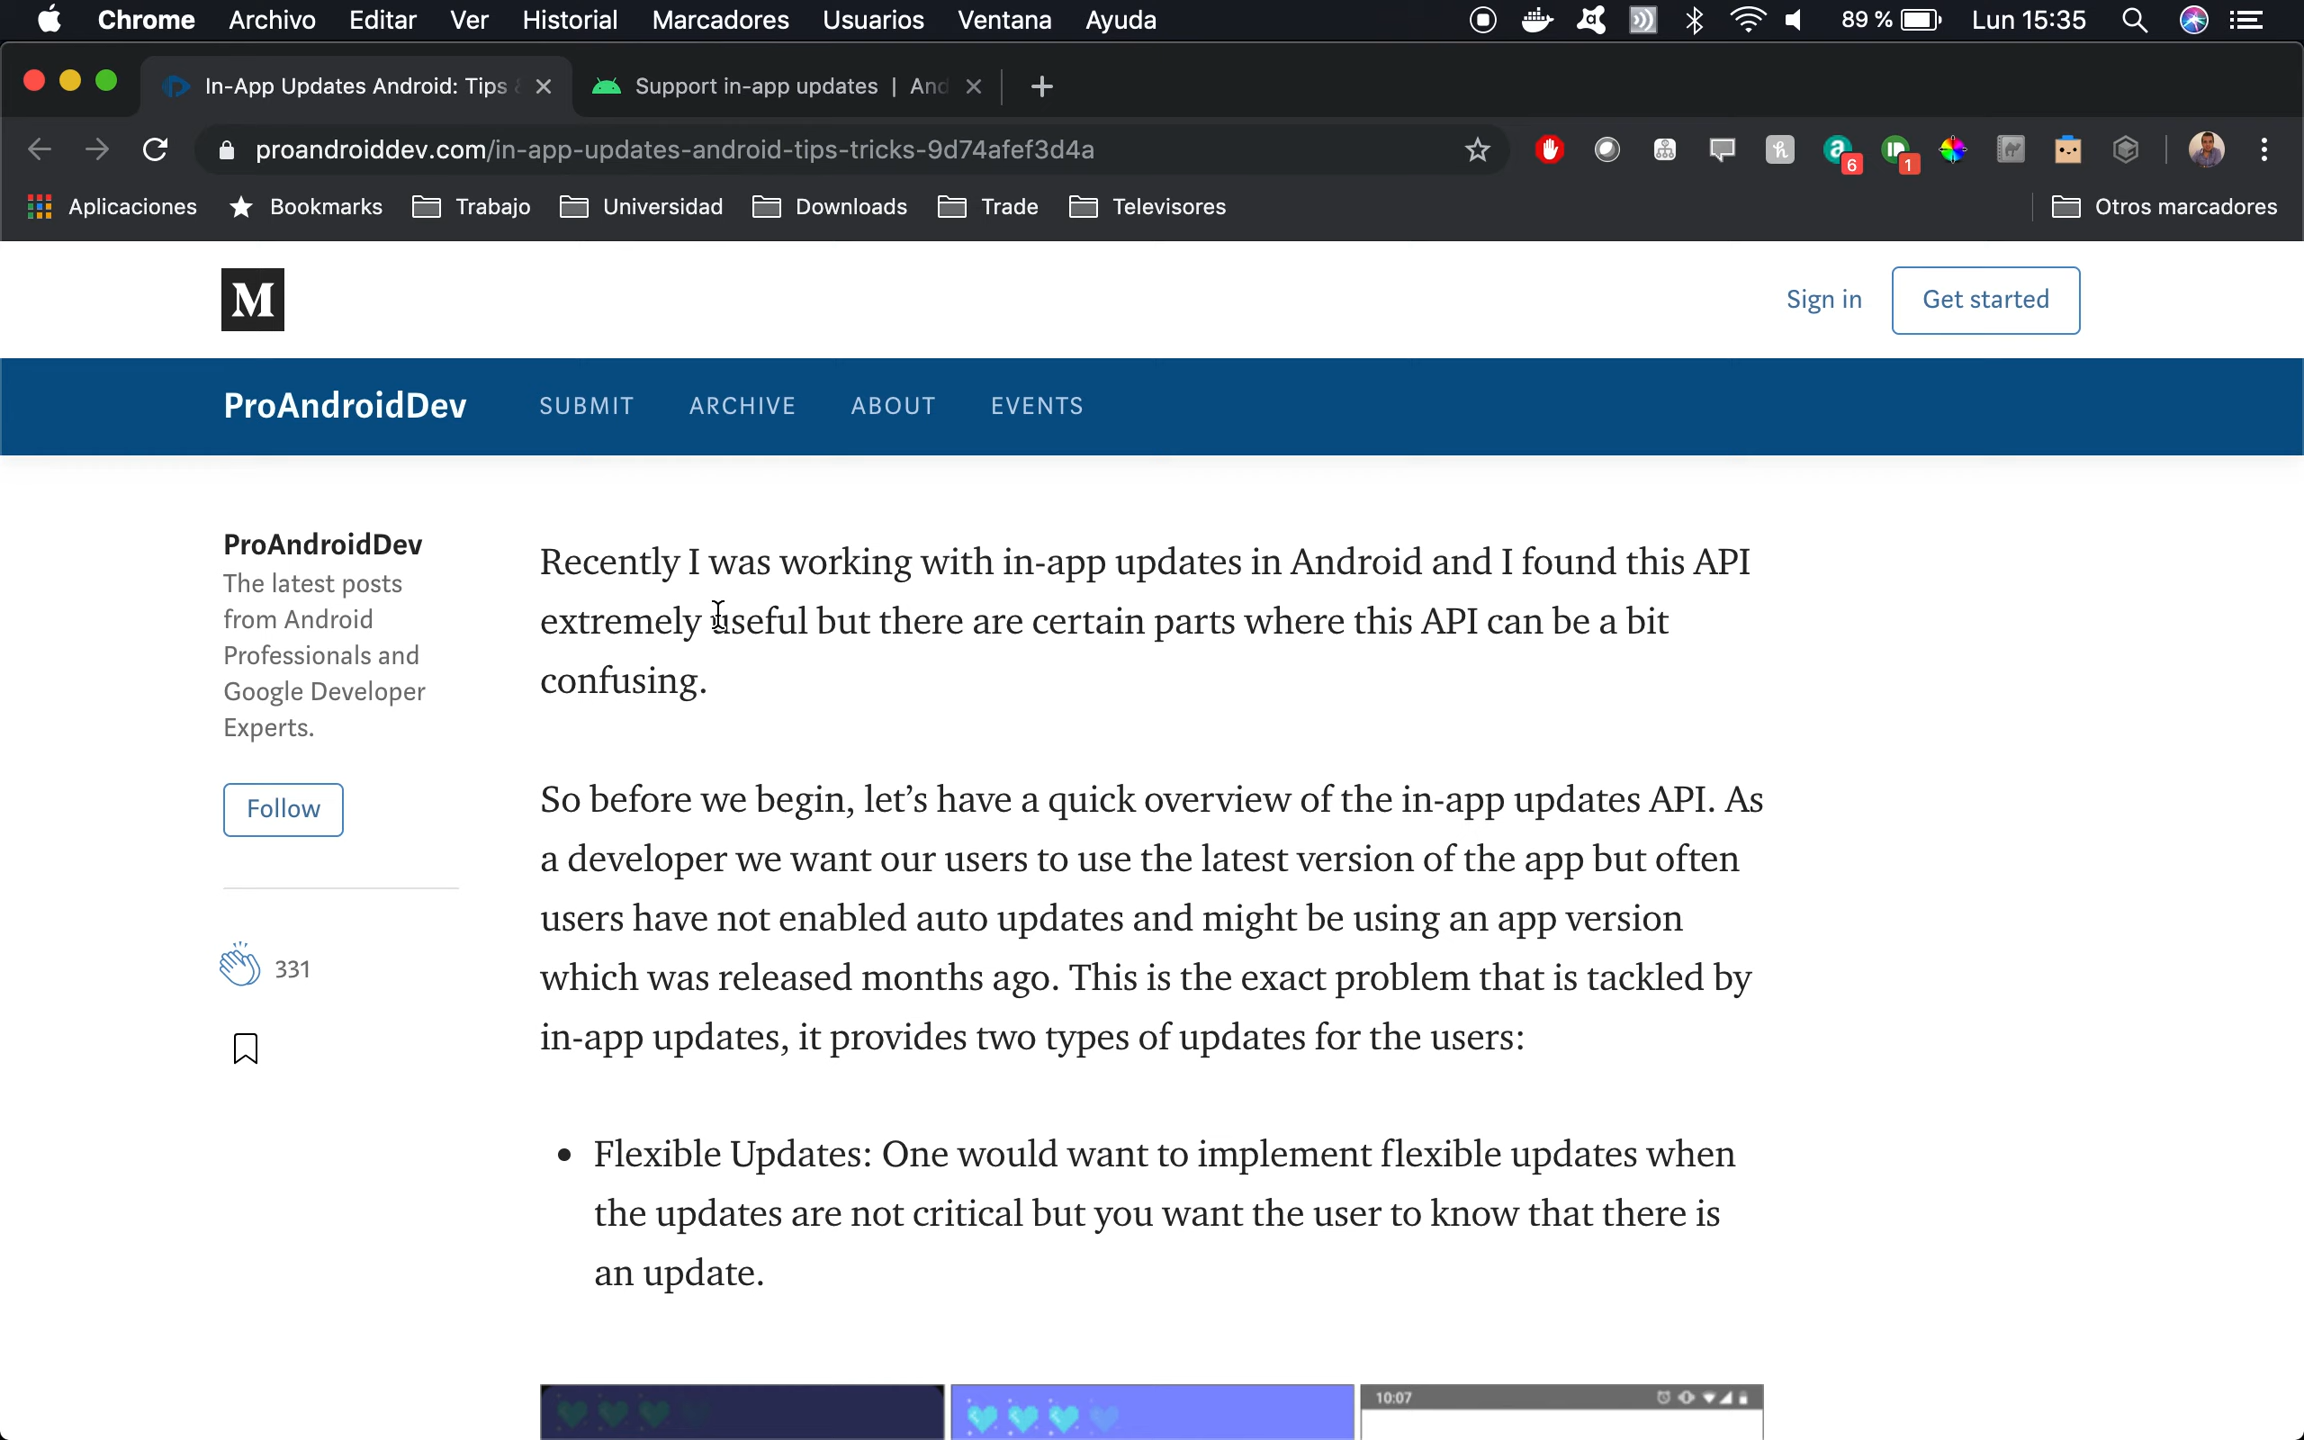 Chrome Archivo Editar Ver Historial Marcadores Usuarios Ventana Ayuda 89 % Lun 15:35
In-App Updates Android: Tips Support in-app updates | And
proandroiddev.com/in-app-updates-android-tips-tricks-9d74afef3d4a 6 1
Aplicaciones Bookmarks Trabajo Universidad Downloads Trade Televisores Otros marcadores
M Sign in Get started
ProAndroidDev SUBMIT ARCHIVE ABOUT EVENTS
ProAndroidDev
The latest posts
from Android
Professionals and
Google Developer
Experts.
Follow
331
Recently I was working with in-app updates in Android and I found this API
extremely useful but there are certain parts where this API can be a bit
confusing.
So before we begin, let’s have a quick overview of the in-app updates API. As
a developer we want our users to use the latest version of the app but often
users have not enabled auto updates and might be using an app version
which was released months ago. This is the exact problem that is tackled by
in-app updates, it provides two types of updates for the users:
• Flexible Updates: One would want to implement flexible updates when
the updates are not critical but you want the user to know that there is
an update.
10:07